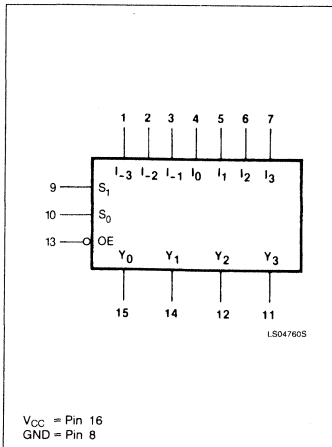 1 2 3 4 5 6 7
I₋₃ I₋₂ I₋₁ I₀ I₁ I₂ I₃
9 S₁
10 S₀
13 OE
Y₀ Y₁ Y₂ Y₃
15 14 12 11
LS04760S
V_CC = Pin 16
GND = Pin 8